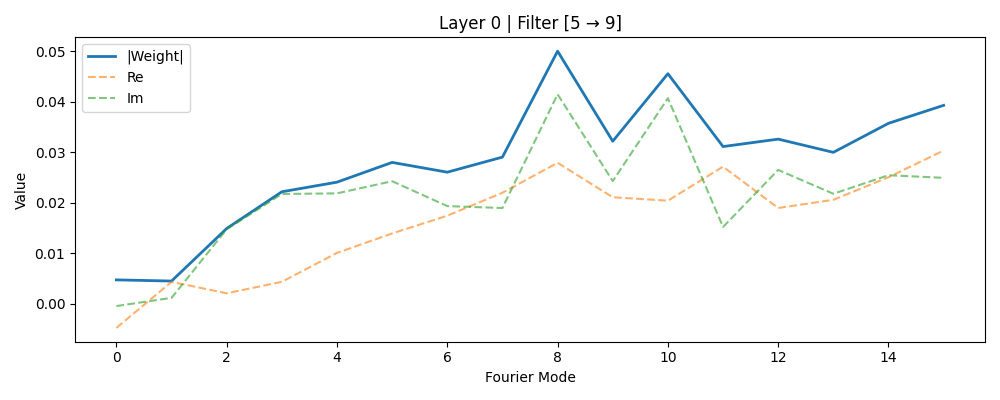 Layer 0 | Filter [5 → 9]
|Weight|
Re
Im
Value
0.05
0.04
0.03
0.02
0.01
0.00
0 2 4 6 8 10 12 14
Fourier Mode